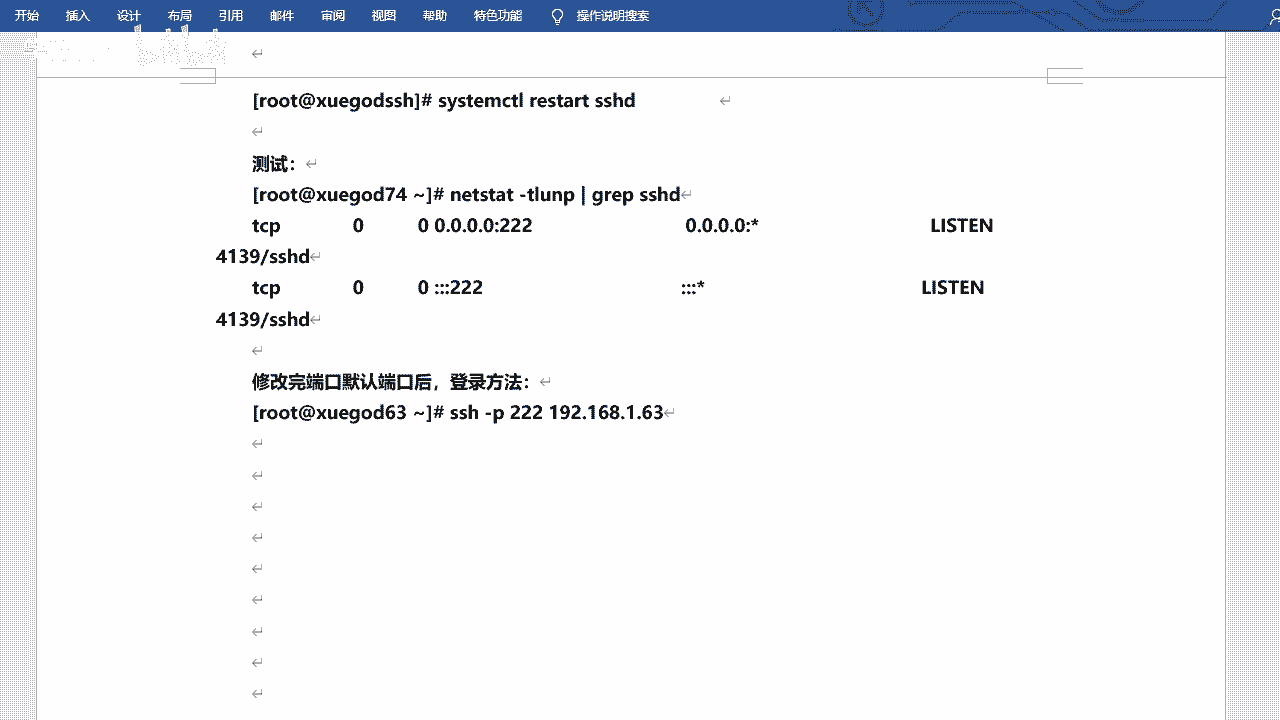 开始 插入 设计 布局 引用 邮件 审阅 视图 帮助 特色功能 操作说明搜索
[root@xuegodssh]# systemctl restart sshd
测试：
[root@xuegod74 ~]# netstat -tlunp | grep sshd
tcp 0 0 0.0.0.0:222 0.0.0.0:* LISTEN
4139/sshd
tcp 0 0 :::222 :::* LISTEN
4139/sshd
修改完端口默认端口后，登录方法：
[root@xuegod63 ~]# ssh -p 222 192.168.1.63